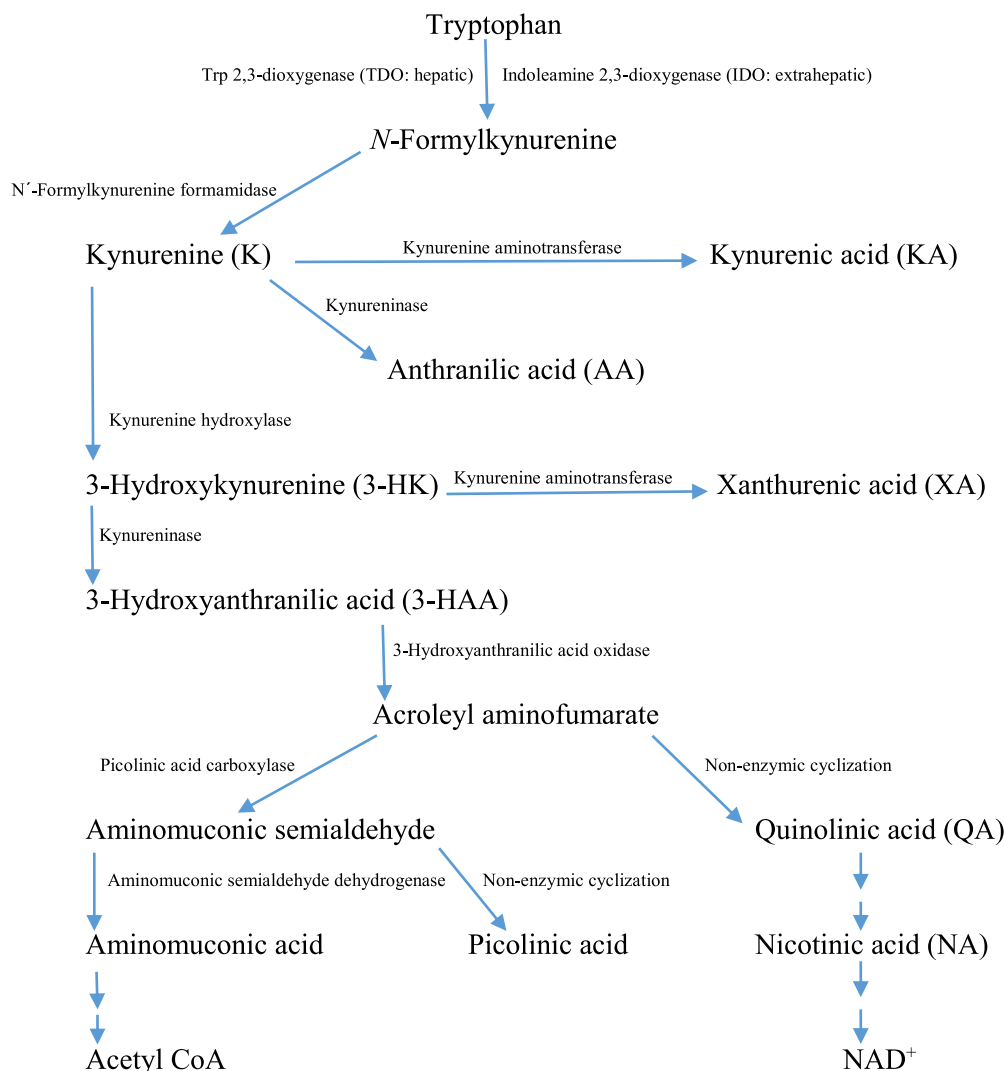 Tryptophan
Trp 2,3-dioxygenase (TDO: hepatic)
Indoleamine 2,3-dioxygenase (IDO: extrahepatic)
N-Formylkynurenine
N´-Formylkynurenine formamidase
Kynurenine (K)
Kynurenine aminotransferase
Kynurenic acid (KA)
Kynureninase
Anthranilic acid (AA)
Kynurenine hydroxylase
3-Hydroxykynurenine (3-HK)
Kynurenine aminotransferase
Xanthurenic acid (XA)
Kynureninase
3-Hydroxyanthranilic acid (3-HAA)
3-Hydroxyanthranilic acid oxidase
Acroleyl aminofumarate
Picolinic acid carboxylase
Non-enzymic cyclization
Aminomuconic semialdehyde
Quinolinic acid (QA)
Aminomuconic semialdehyde dehydrogenase
Non-enzymic cyclization
Aminomuconic acid
Picolinic acid
Nicotinic acid (NA)
Acetyl CoA
NAD⁺